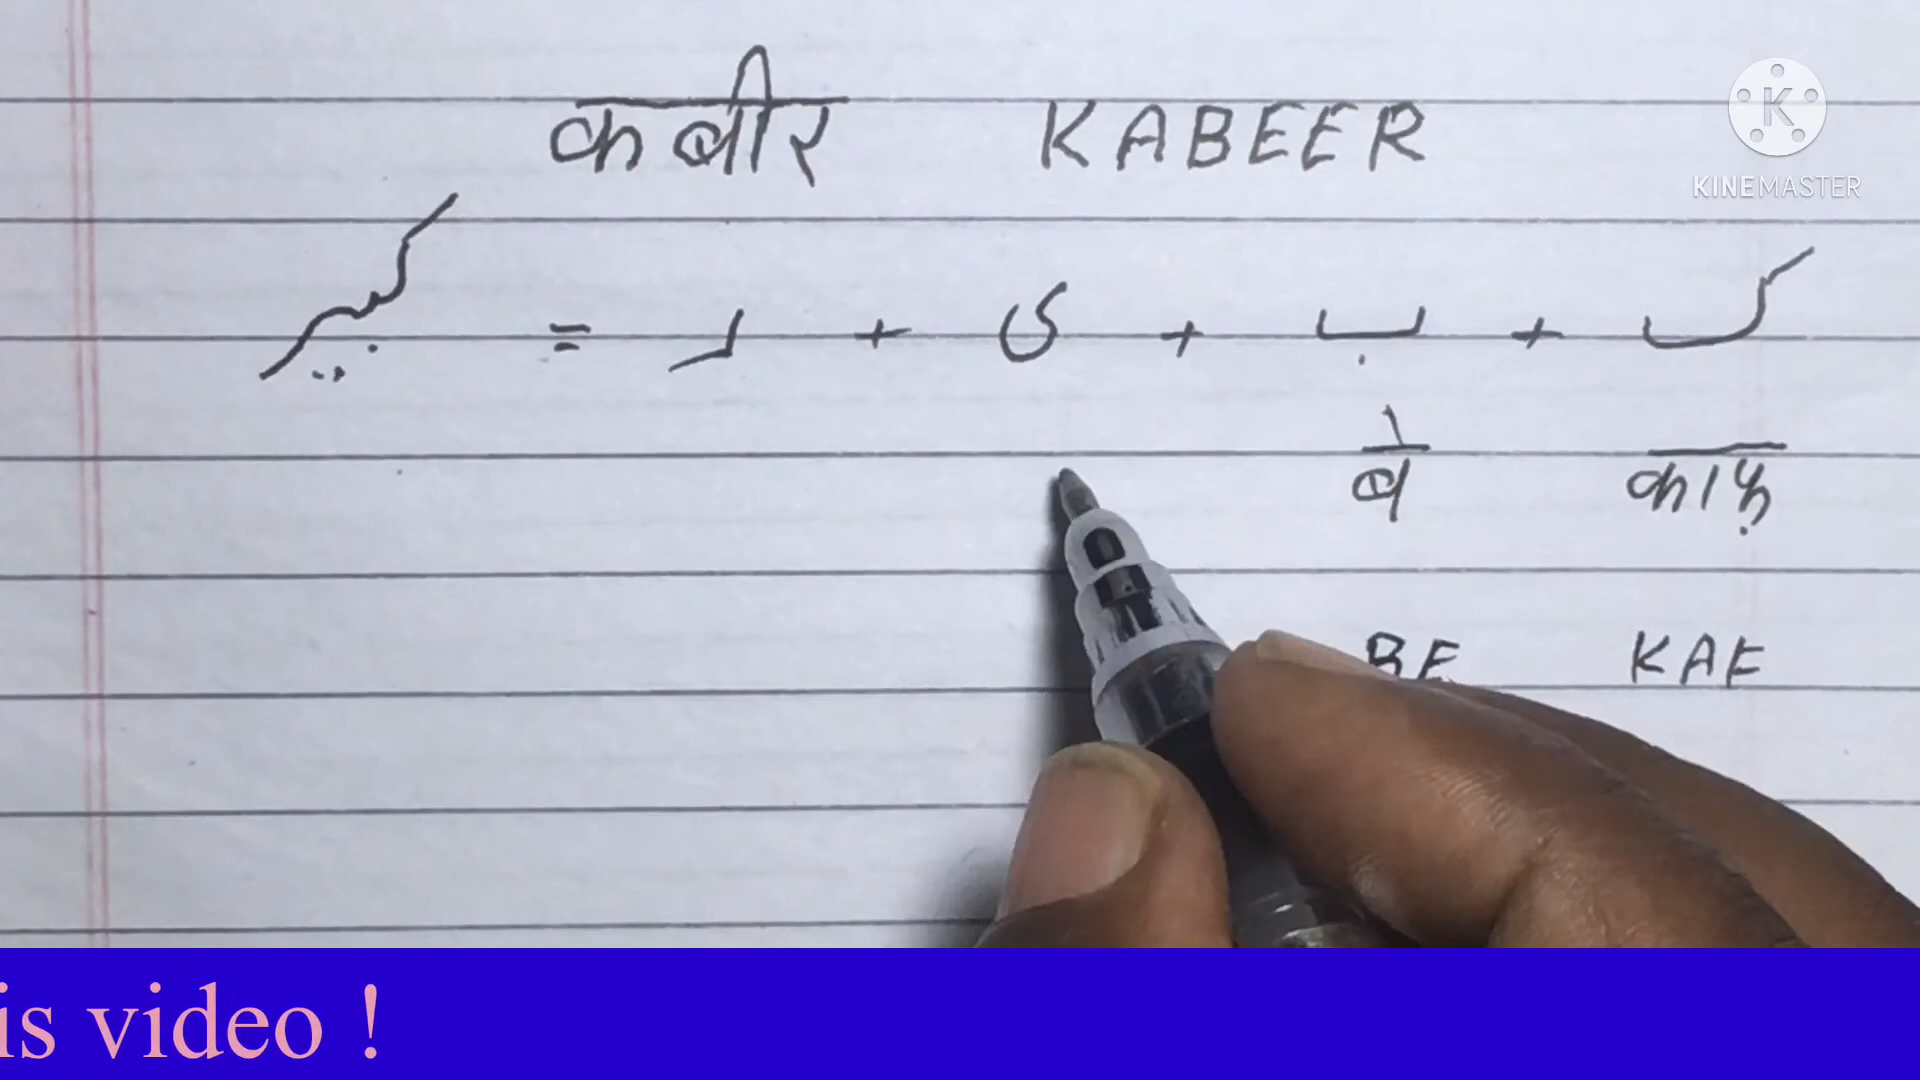 कबीर KABEER
KINEMASTER
کبیر = ر + ی + ب + ک
बे काफ़
BE KAF
is video !